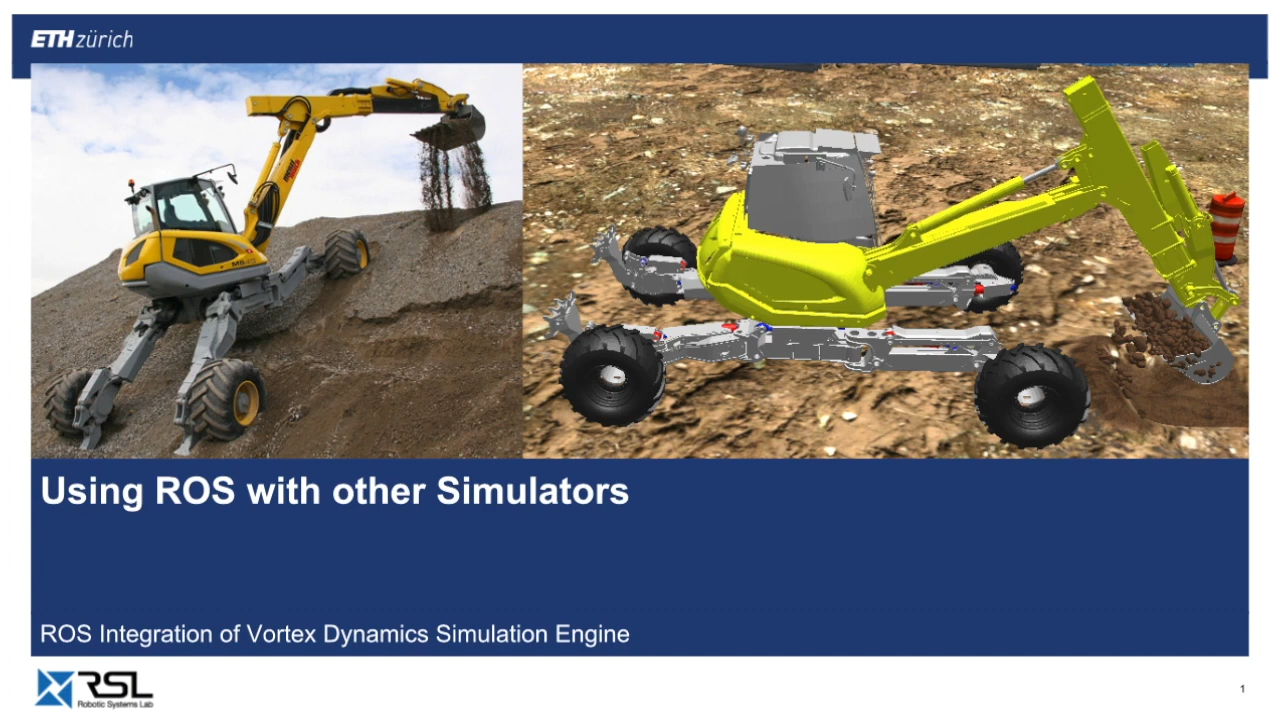 ETH zürich
Using ROS with other Simulators
ROS Integration of Vortex Dynamics Simulation Engine
RSL
Robotic Systems Lab
1